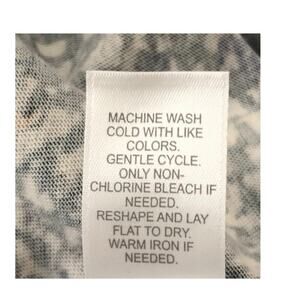 MACHINE WASH
COLD WITH LIKE
COLORS.
GENTLE CYCLE.
ONLY NON-
CHLORINE BLEACH IF
NEEDED.
RESHAPE AND LAY
FLAT TO DRY.
WARM IRON IF
NEEDED.